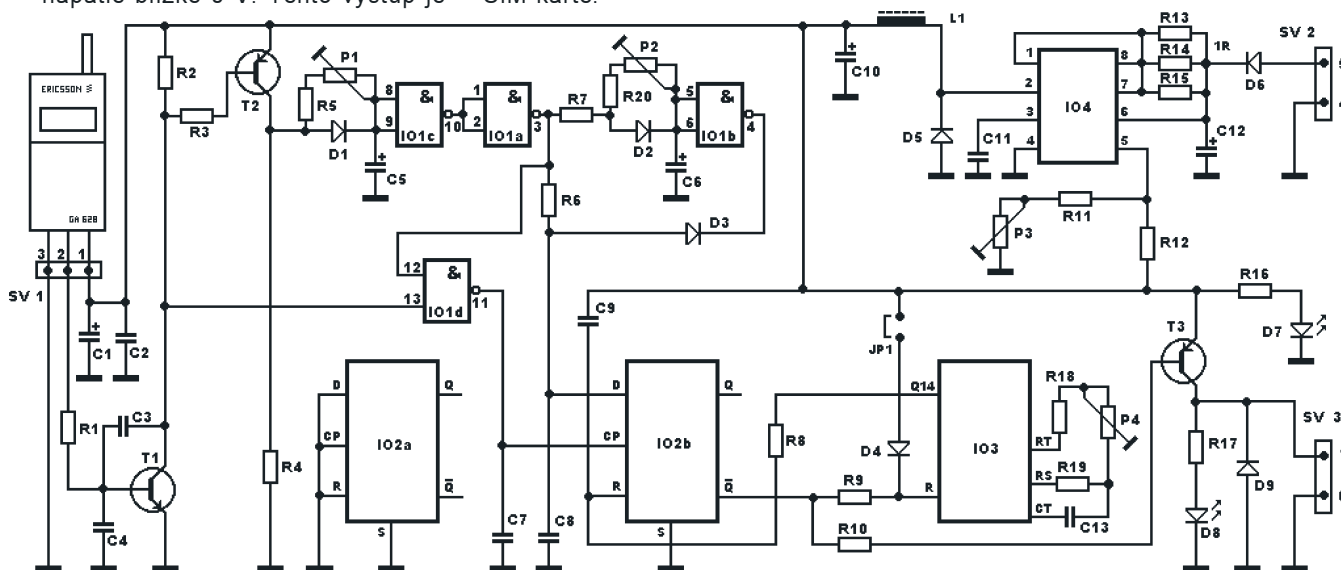 napätie blízke 5 V. Tento výstup je
SIM karte.
L1
R13
R14
R15
1R
SV 2
D6
P1
P2
R2
R3
T2
R5
D1
8
9
&
IO1c
10
C5
1
2
&
IO1a
3
R7
R20
D2
5
6
&
IO1b
4
C6
C10
D5
C11
1
2
3
4
IO4
8
7
6
5
C12
ERICSSON
GA 628
3 2 1
SV 1
R6
D3
P3
R11
R12
12
13
&
IO1d
11
C1
C2
C9
JP1
R16
D7
T3
R1
C3
T1
C4
R4
D
CP
R
S
Q
Q̅
IO2a
C7
C8
D
CP
R
S
Q
Q̅
IO2b
R8
R9
R10
D4
Q14
R
IO3
RT
RS
CT
R18
P4
R19
C13
R17
D8
D9
SV 3